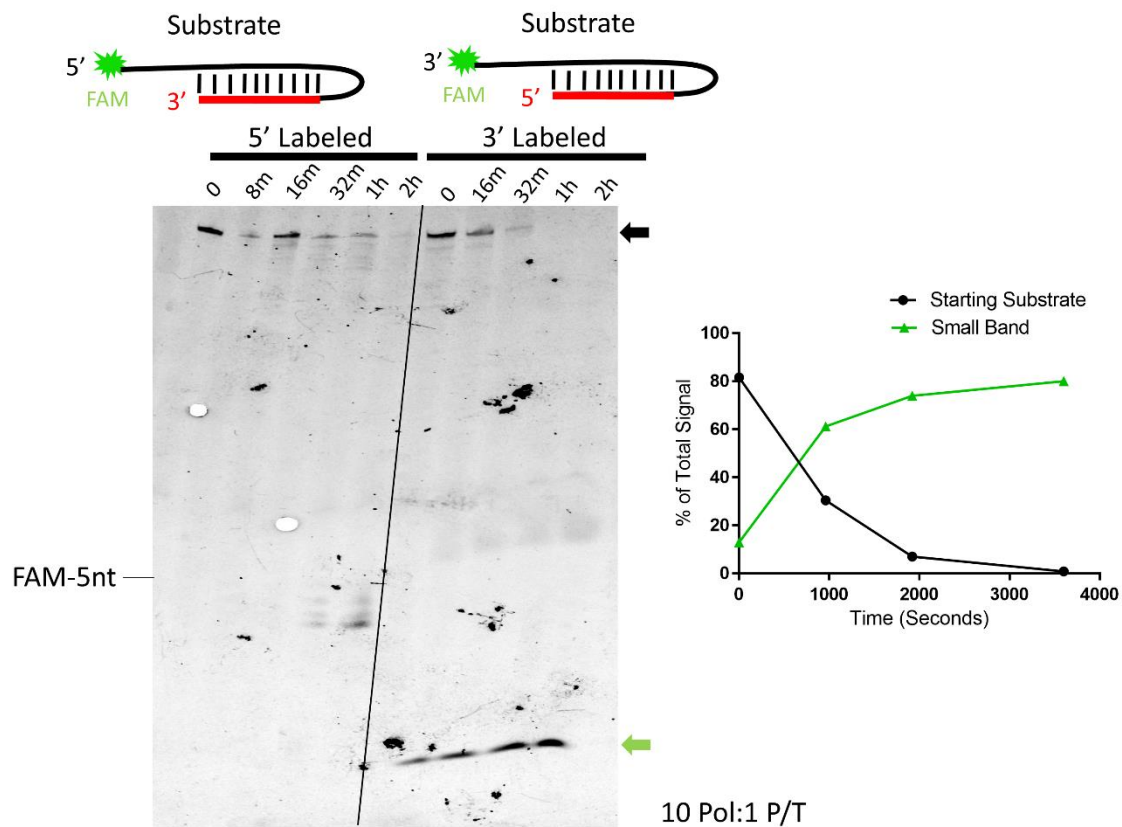 Substrate
Substrate
5’
FAM
3’
3’
FAM
5’
5’ Labeled
3’ Labeled
0
8m
16m
32m
1h
2h
0
16m
32m
1h
2h
FAM-5nt
Starting Substrate
Small Band
% of Total Signal
100
80
60
40
20
0
0
1000
2000
3000
4000
Time (Seconds)
10 Pol:1 P/T